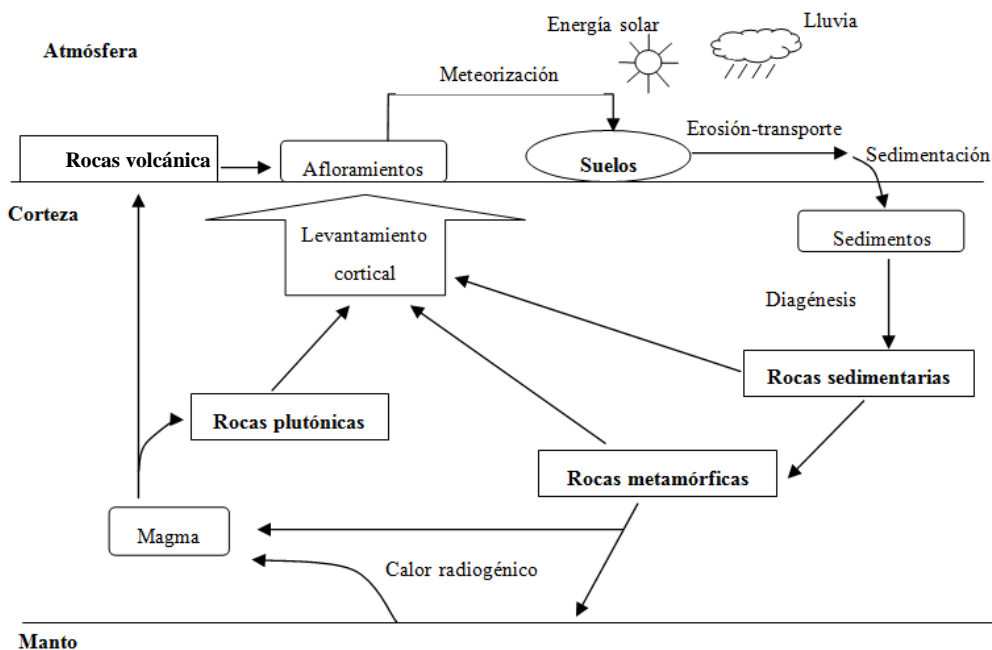 Energía solar
Lluvia
Atmósfera
Meteorización
Erosión-transporte
Rocas volcánica
Afloramientos
Suelos
Sedimentación
Corteza
Levantamiento
cortical
Sedimentos
Diagénesis
Rocas sedimentarias
Rocas plutónicas
Rocas metamórficas
Magma
Calor radiogénico
Manto